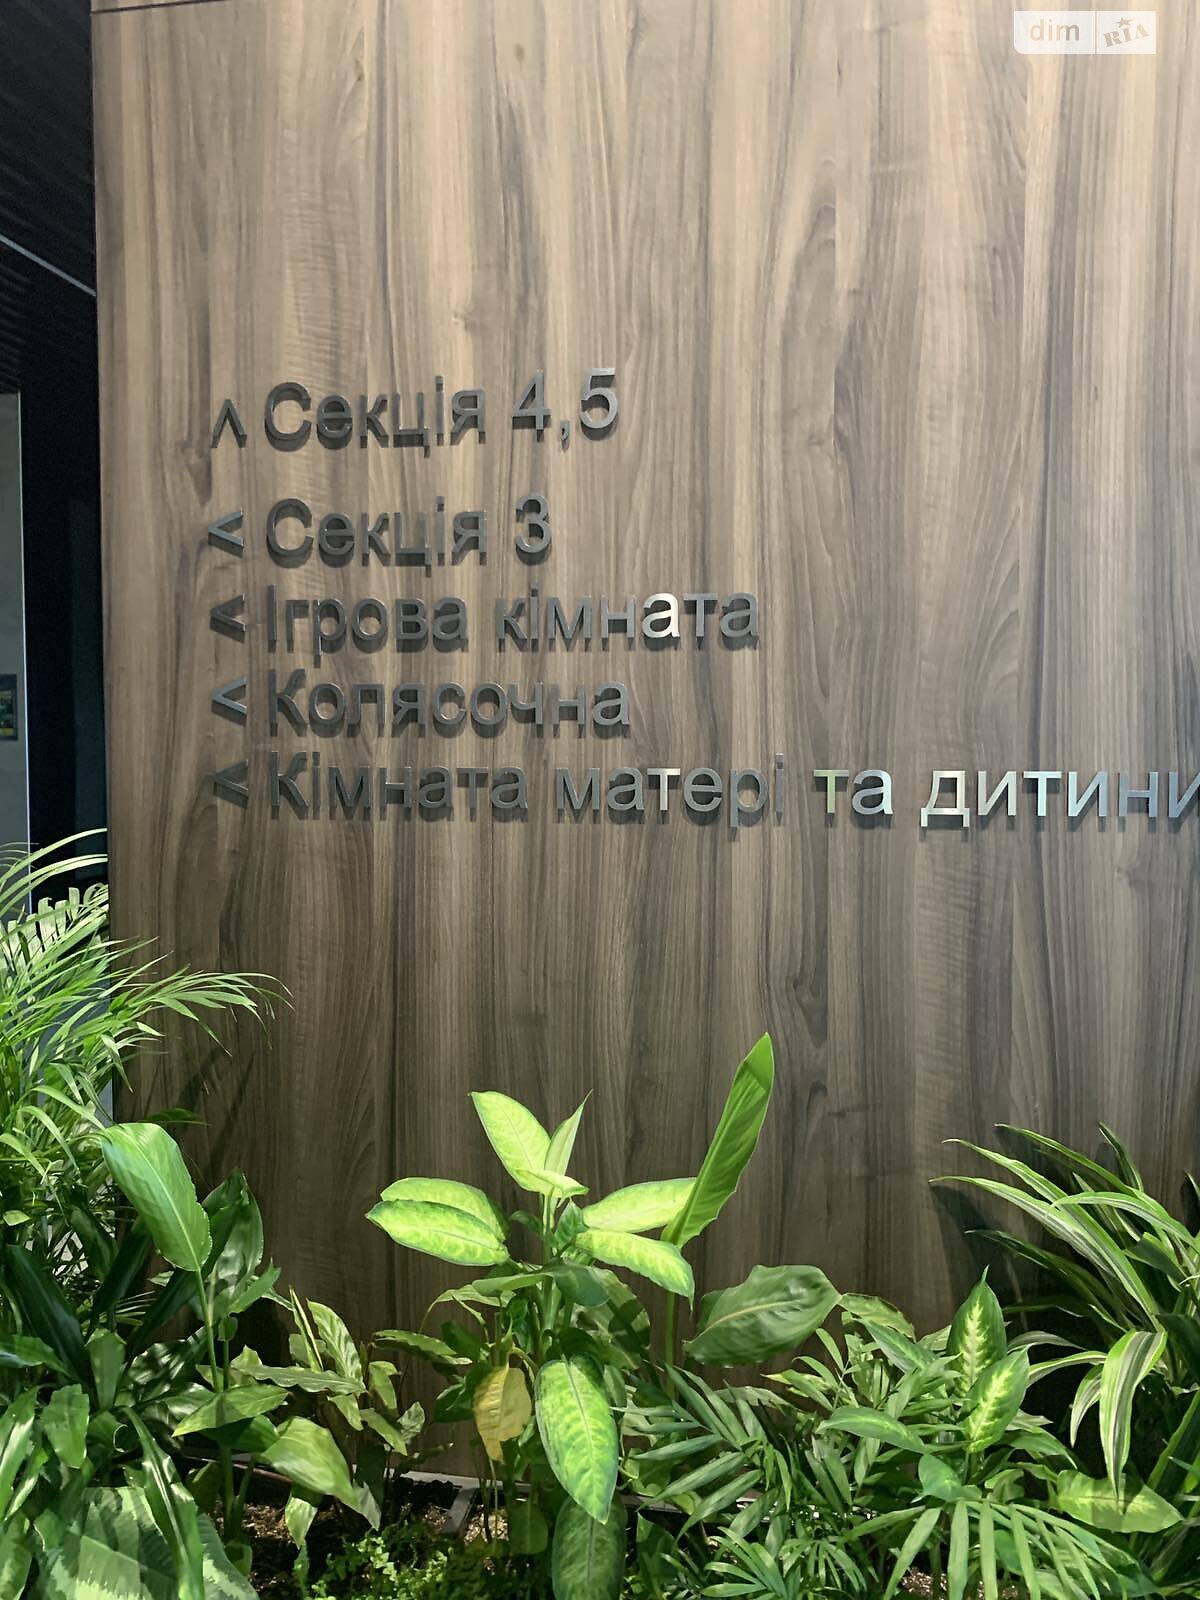 dim RIA
˄ Секція 4,5
< Секція 3
< Ігрова кімната
< Колясочна
< Кімната матері та дитини